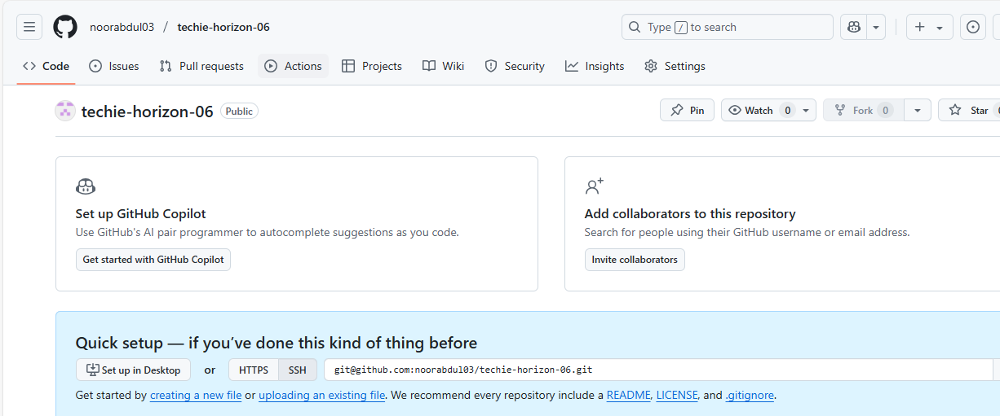 noorabdul03 / techie-horizon-06
Type / to search
Code Issues Pull requests Actions Projects Wiki Security Insights Settings
techie-horizon-06 Public
Pin Watch 0 Fork 0 Star
Set up GitHub Copilot
Use GitHub's AI pair programmer to autocomplete suggestions as you code.
Get started with GitHub Copilot
Add collaborators to this repository
Search for people using their GitHub username or email address.
Invite collaborators
Quick setup — if you’ve done this kind of thing before
Set up in Desktop or HTTPS SSH git@github.com:noorabdul03/techie-horizon-06.git
Get started by creating a new file or uploading an existing file. We recommend every repository include a README, LICENSE, and .gitignore.